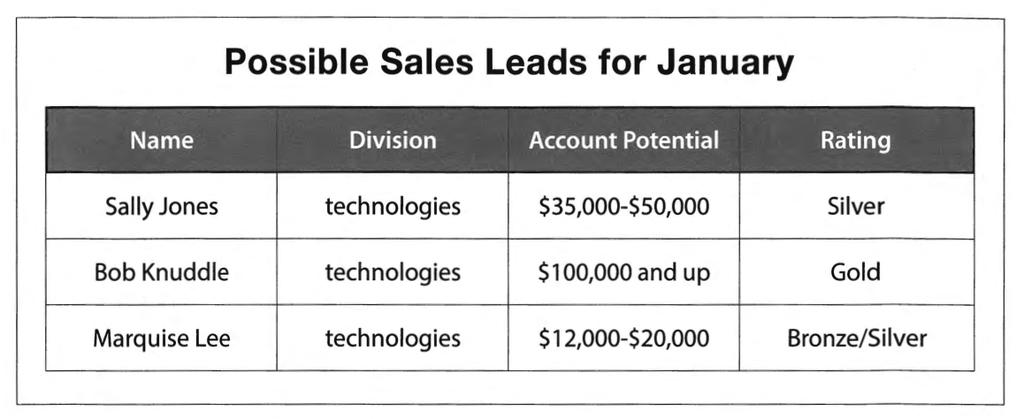 Possible Sales Leads for January
Name Division Account Potential Rating
Sally Jones technologies $35,000-$50,000 Silver
Bob Knuddle technologies $100,000 and up Gold
Marquise Lee technologies $12,000-$20,000 Bronze/Silver